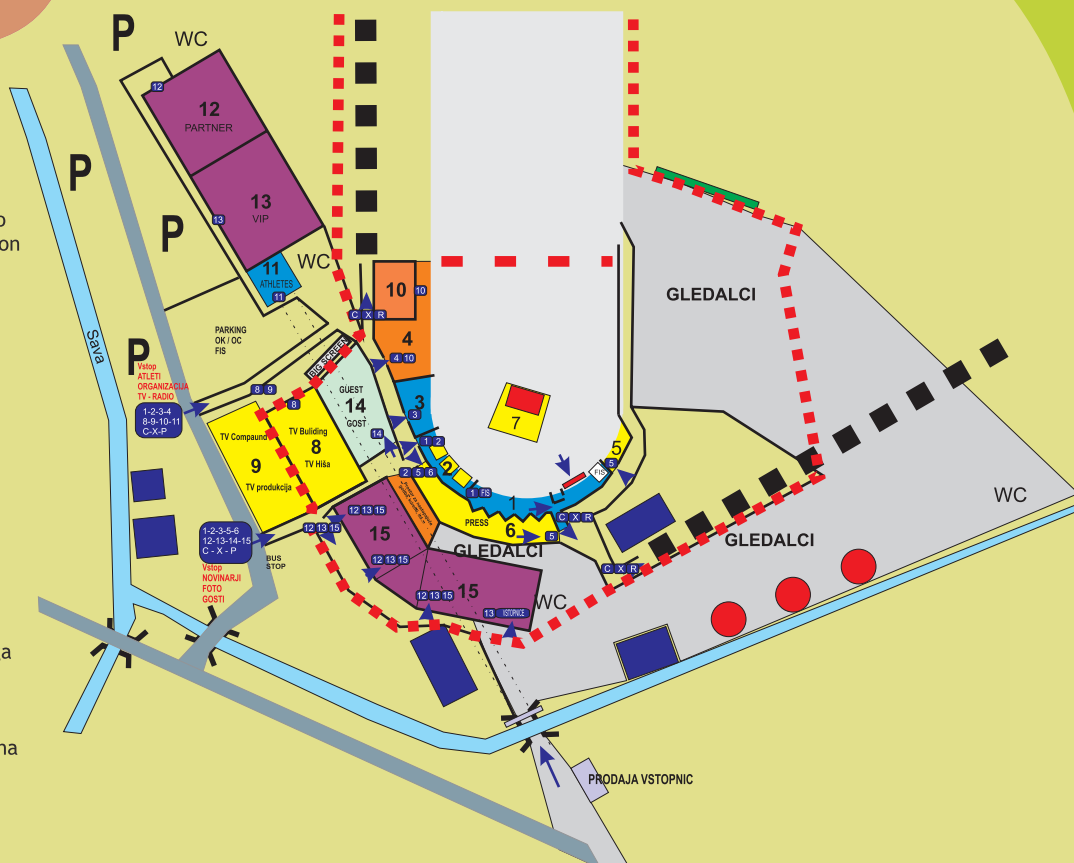 P
WC
12
12
PARTNER
P
13
VIP
13
P
11
ATHLETES
11
WC
10
10
C X R
4
4 10
PARKING
OK / OC
FIS
Sava
P
Vstop
ATLETI
ORGANIZACIJA
TV - RADIO
1-2-3-4
8-9-10-11
C-X-P
8 9
BIG SCREEN
GUEST
14
GOST
14
8
TV Buliding
8
TV Hiša
TV Compaund
9
TV produkcija
3
3
1 2
2
2 5 6
1 FIS
1
FIS
7
5
5
PRESS
6
5
C X R
C X R
GLEDALCI
GLEDALCI
GLEDALCI
WC
1-2-3-5-6
12-13-14-15
C - X - P
Vstop
NOVINARJI
FOTO
GOSTI
BUS
STOP
12 13 15
12 13 15
15
12 13 15
15
12 13 15
13 VSTOPNICE
WC
PRODAJA VSTOPNIC
o
on
a
na